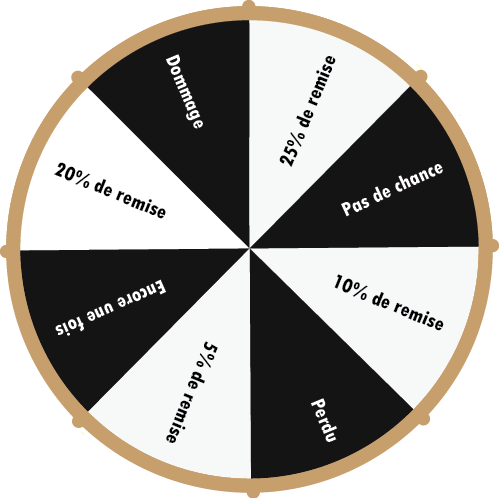 25% de remise
Pas de chance
10% de remise
Perdu
5% de remise
Encore une fois
20% de remise
Dommage